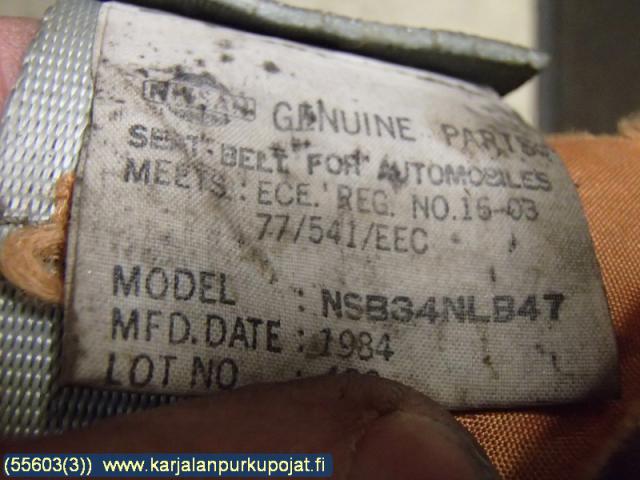 NISSAN GENUINE PARTS
SEAT BELT FOR AUTOMOBILES
MEETS : ECE. REG. NO.16-03
77/541/EEC
MODEL : NSB34NLB47
MFD.DATE : 1984
LOT NO :
(55603(3)) www.karjalanpurkupojat.fi